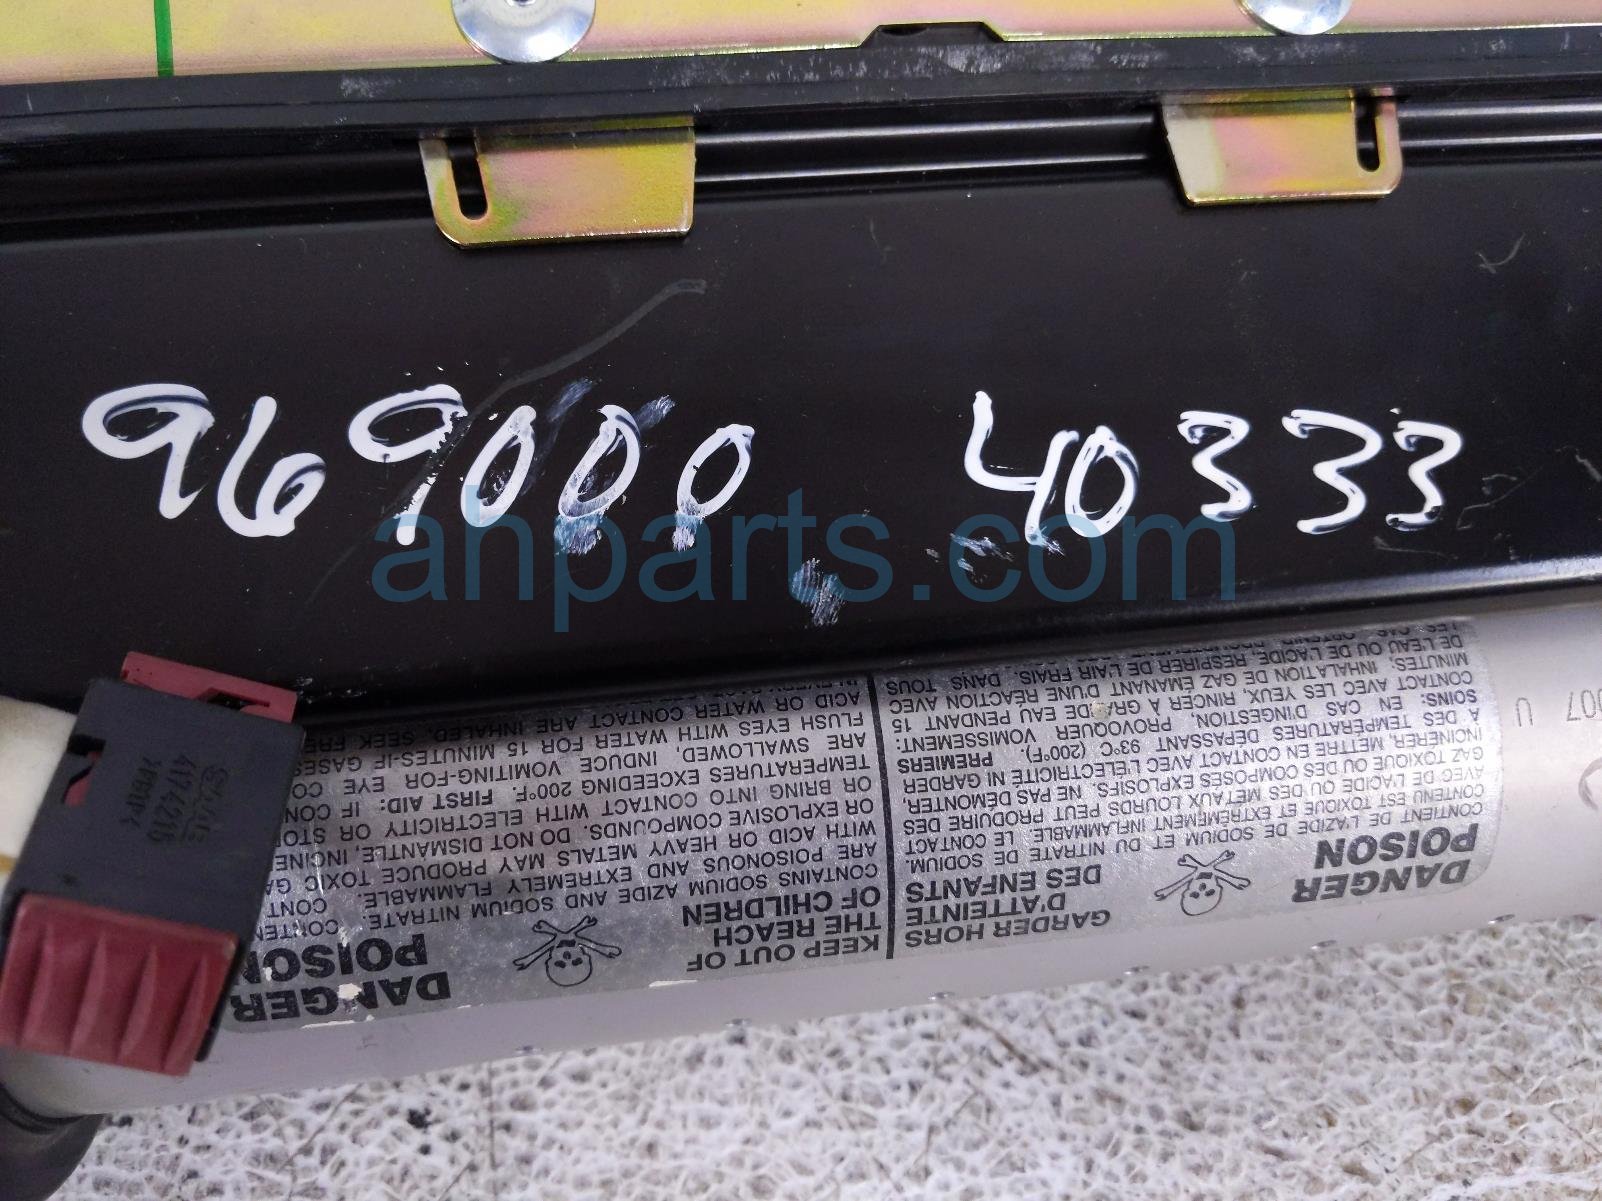 969000 40333
ahparts.com
DANGER
POISON
KEEP OUT OF
THE REACH
OF CHILDREN
CONTAINS SODIUM AZIDE AND SODIUM NITRATE. CONTEN
ARE POISONOUS AND EXTREMELY FLAMMABLE. CONT
WITH ACID OR HEAVY METALS MAY PRODUCE TOXIC GA
OR EXPLOSIVE COMPOUNDS. DO NOT DISMANTLE, INCINE
OR BRING INTO CONTACT WITH ELECTRICITY OR STO
TEMPERATURES EXCEEDING 200°F. FIRST AID: IF CON
ARE SWALLOWED, INDUCE VOMITING-FOR EYE CO
FLUSH EYES WITH WATER FOR 15 MINUTES-IF GASES
ACID OR WATER CONTACT ARE INHALED, SEEK FRE
DANGER
POISON
GARDER HORS
D'ATTEINTE
DES ENFANTS
CONTIENT DE L'AZIDE DE SODIUM ET DU NITRATE DE SODIUM.
CONTENU EST TOXIQUE ET EXTRÊMEMENT INFLAMMABLE. LE CONTACT
AVEC DE L'ACIDE OU DES MÉTAUX LOURDS PEUT PRODUIRE DES
GAZ TOXIQUE OU DES COMPOSÉS EXPLOSIFS. NE PAS DÉMONTER,
INCINÉRER, METTRE EN CONTACT AVEC L'ÉLECTRICITÉ NI GARDER
A DES TEMPÉRATURES DÉPASSANT 93°C (200°F). PREMIERS
SOINS: EN CAS D'INGESTION, PROVOQUER VOMISSEMENT:
CONTACT AVEC LES YEUX, RINCER À GRANDE EAU PENDANT 15
MINUTES; INHALATION DE GAZ ÉMANANT D'UNE RÉACTION AVEC
DE L'EAU OU DE L'ACIDE, RESPIRER DE L'AIR FRAIS. DANS TOUS
LES CAS
4174216
>PBT<
007 U